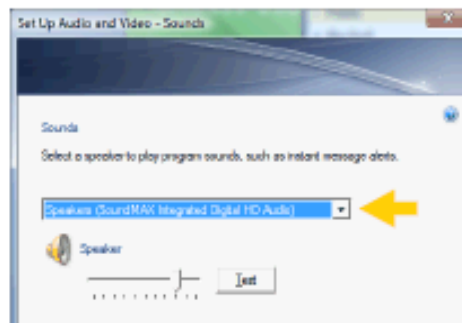 Set Up Audio and Video - Sounds
Sounds
Select a speaker to play program sounds, such as instant message alerts.
Speakers (SoundMAX Integrated Digital HD Audio)
Speaker
Test